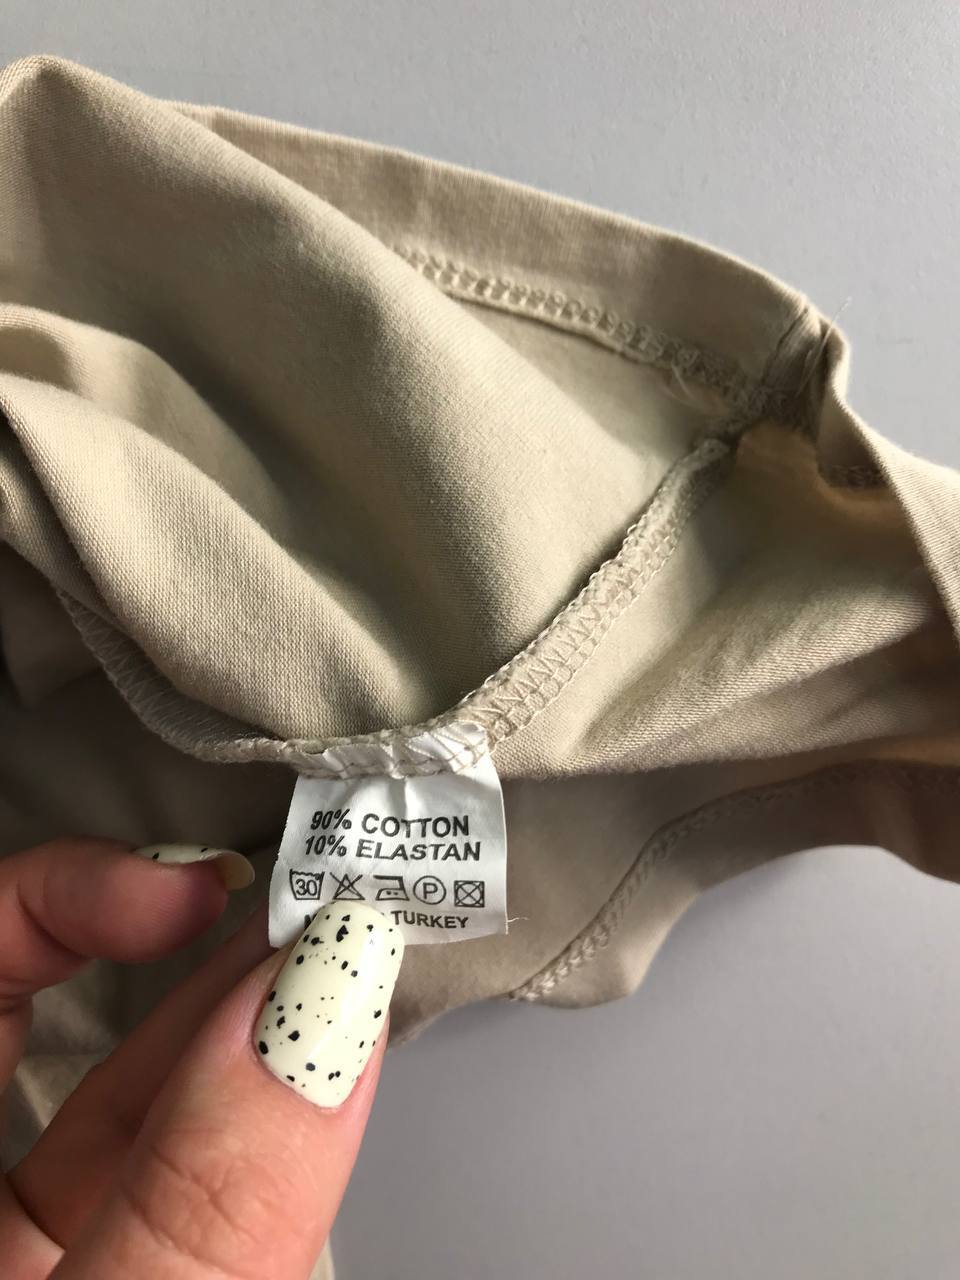 90% COTTON
10% ELASTAN
30 P
TURKEY